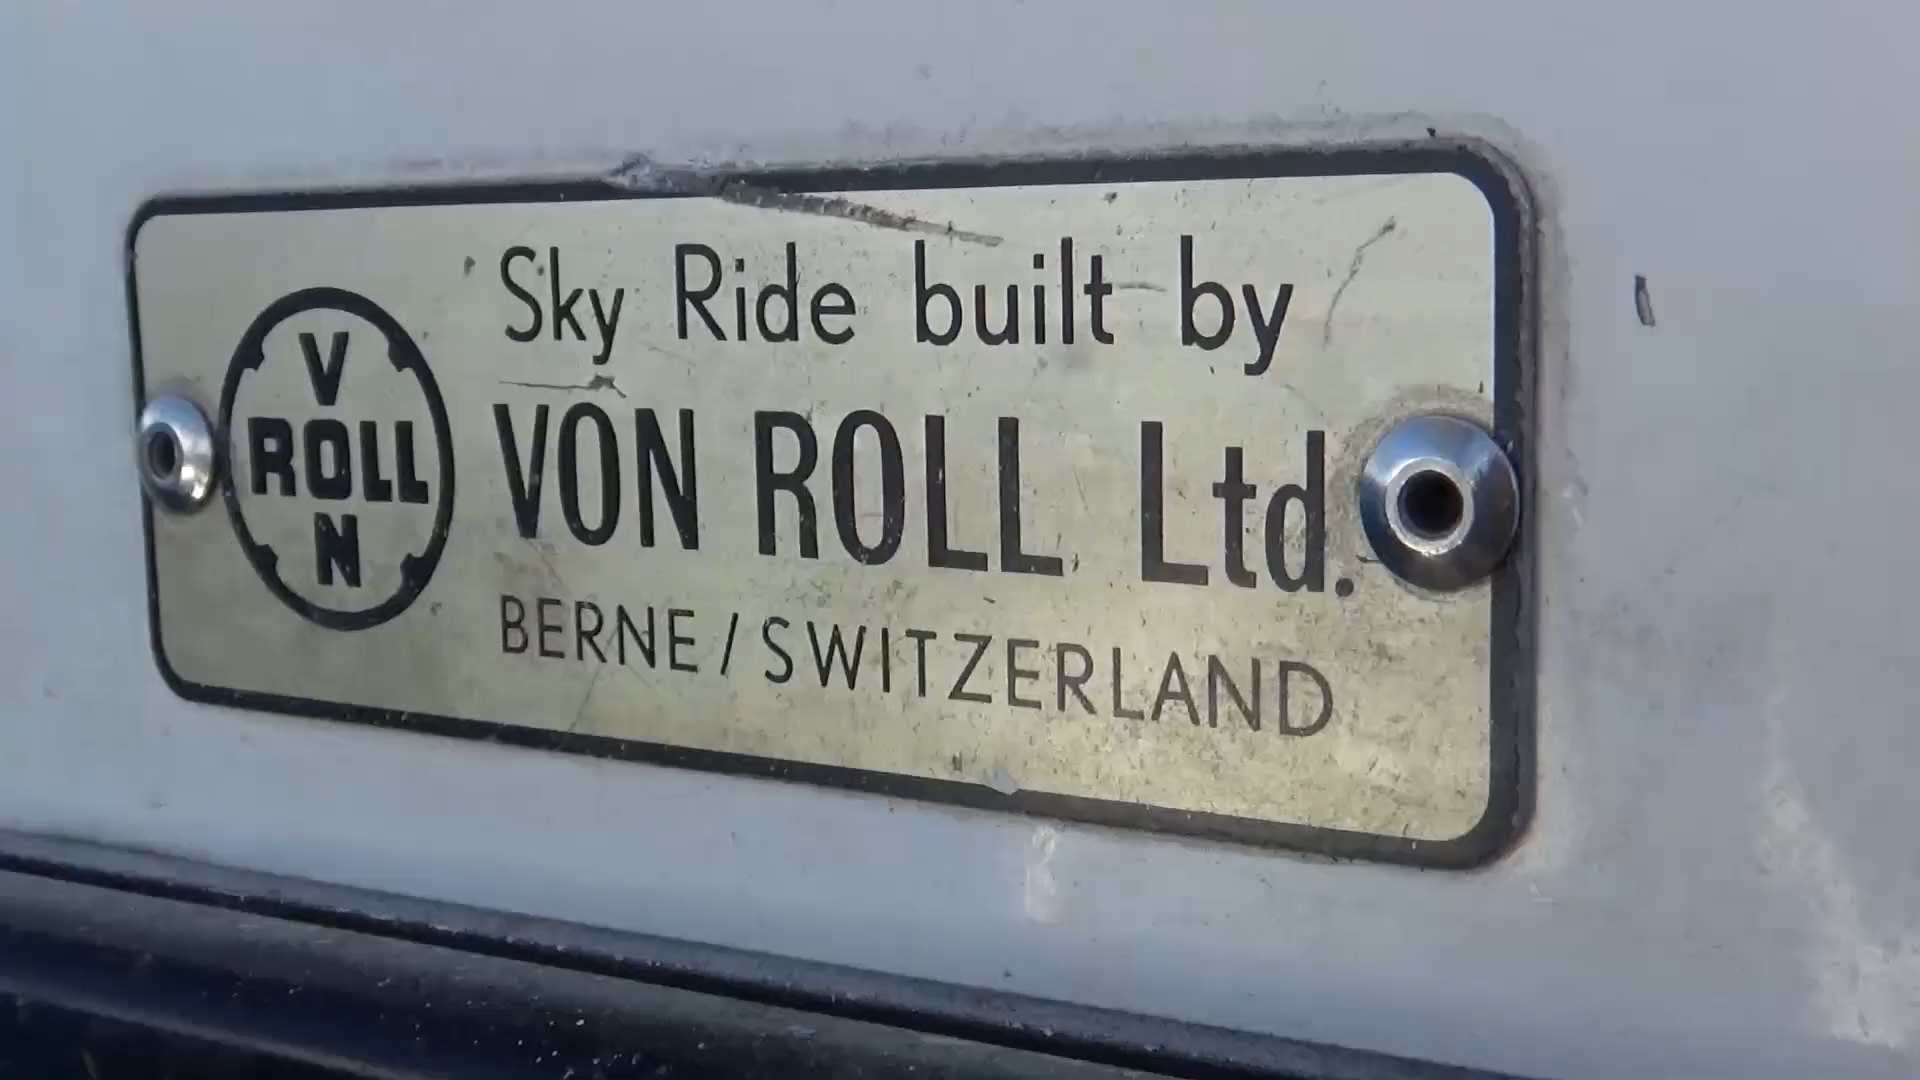 Sky Ride built by
V
ROLL
N
VON ROLL Ltd.
BERNE/SWITZERLAND